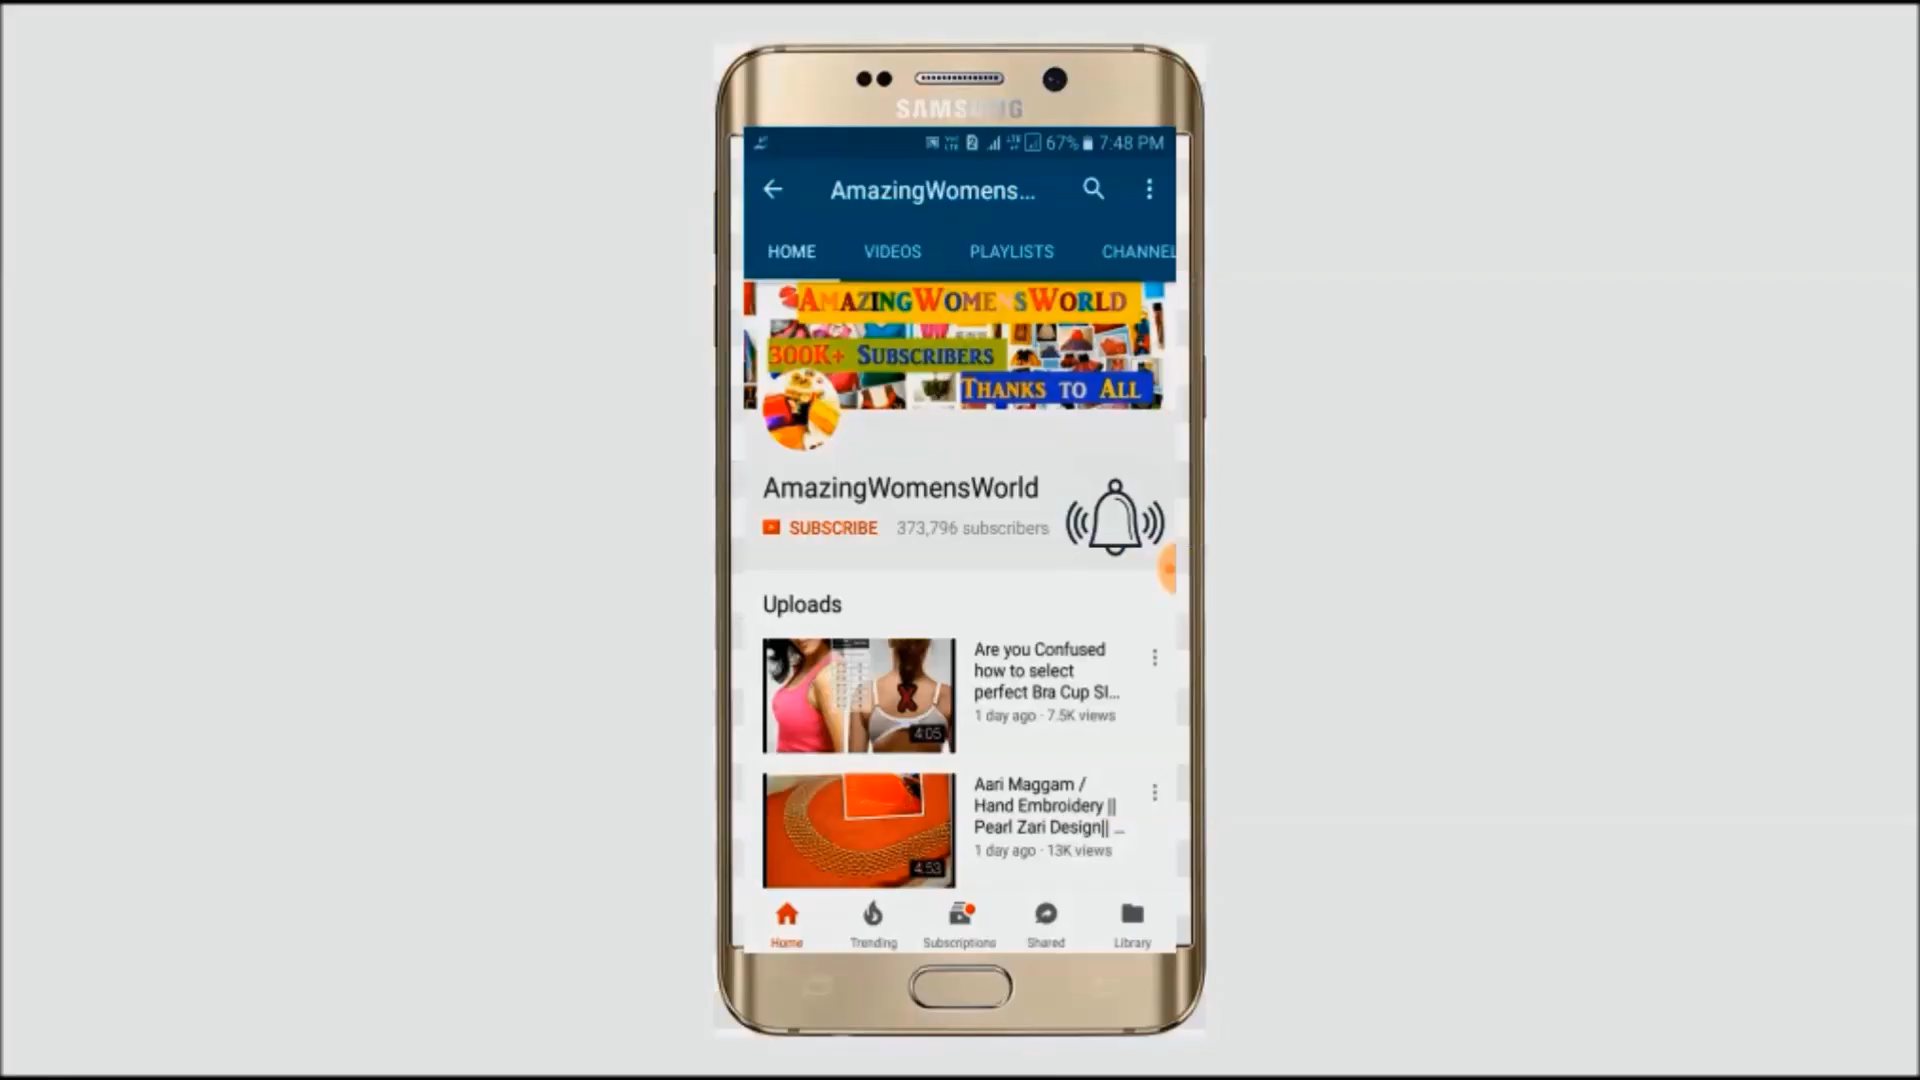 SAMSUNG
67% 7:48 PM
AmazingWomens...
HOME VIDEOS PLAYLISTS CHANNEL
AMAZINGWOMENSWORLD
300K+ SUBSCRIBERS
THANKS TO ALL
AmazingWomensWorld
SUBSCRIBE 373,796 subscribers
Uploads
Are you Confused
how to select
perfect Bra Cup SI...
1 day ago · 7.5K views
4:05
Aari Maggam /
Hand Embroidery ||
Pearl Zari Design|| ...
1 day ago · 13K views
4:53
Home Trending Subscriptions Shared Library